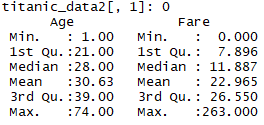 titanic_data2[, 1]: 0
Age Fare
Min. : 1.00 Min. : 0.000
1st Qu.:21.00 1st Qu.: 7.896
Median :28.00 Median : 11.887
Mean :30.63 Mean : 22.965
3rd Qu.:39.00 3rd Qu.: 26.550
Max. :74.00 Max. :263.000